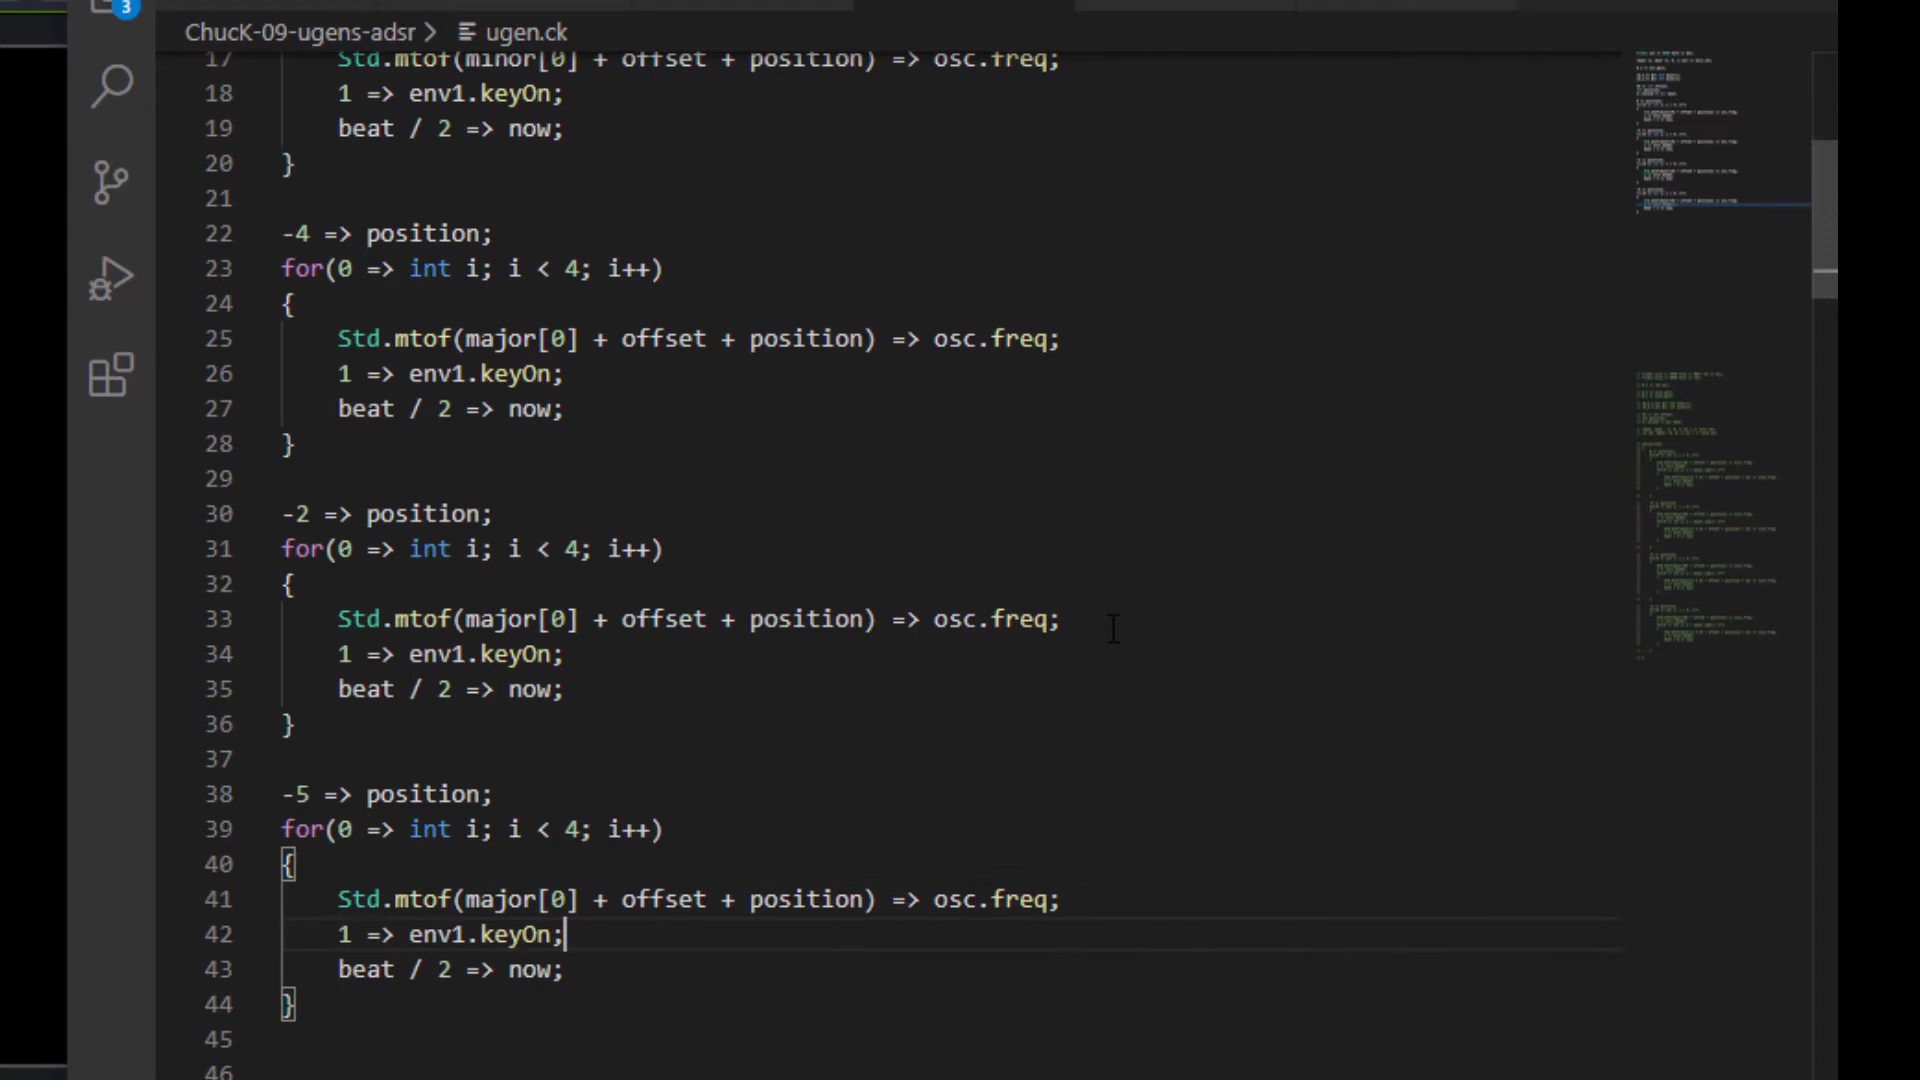 3
ChucK-09-ugens-adsr > ugen.ck
17 Std.mtof(minor[0] + offset + position) => osc.freq;
18 1 => env1.keyOn;
19 beat / 2 => now;
20 }
21
22 -4 => position;
23 for(0 => int i; i < 4; i++)
24 {
25 Std.mtof(major[0] + offset + position) => osc.freq;
26 1 => env1.keyOn;
27 beat / 2 => now;
28 }
29
30 -2 => position;
31 for(0 => int i; i < 4; i++)
32 {
33 Std.mtof(major[0] + offset + position) => osc.freq;
34 1 => env1.keyOn;
35 beat / 2 => now;
36 }
37
38 -5 => position;
39 for(0 => int i; i < 4; i++)
40 {
41 Std.mtof(major[0] + offset + position) => osc.freq;
42 1 => env1.keyOn;
43 beat / 2 => now;
44 }
45
46